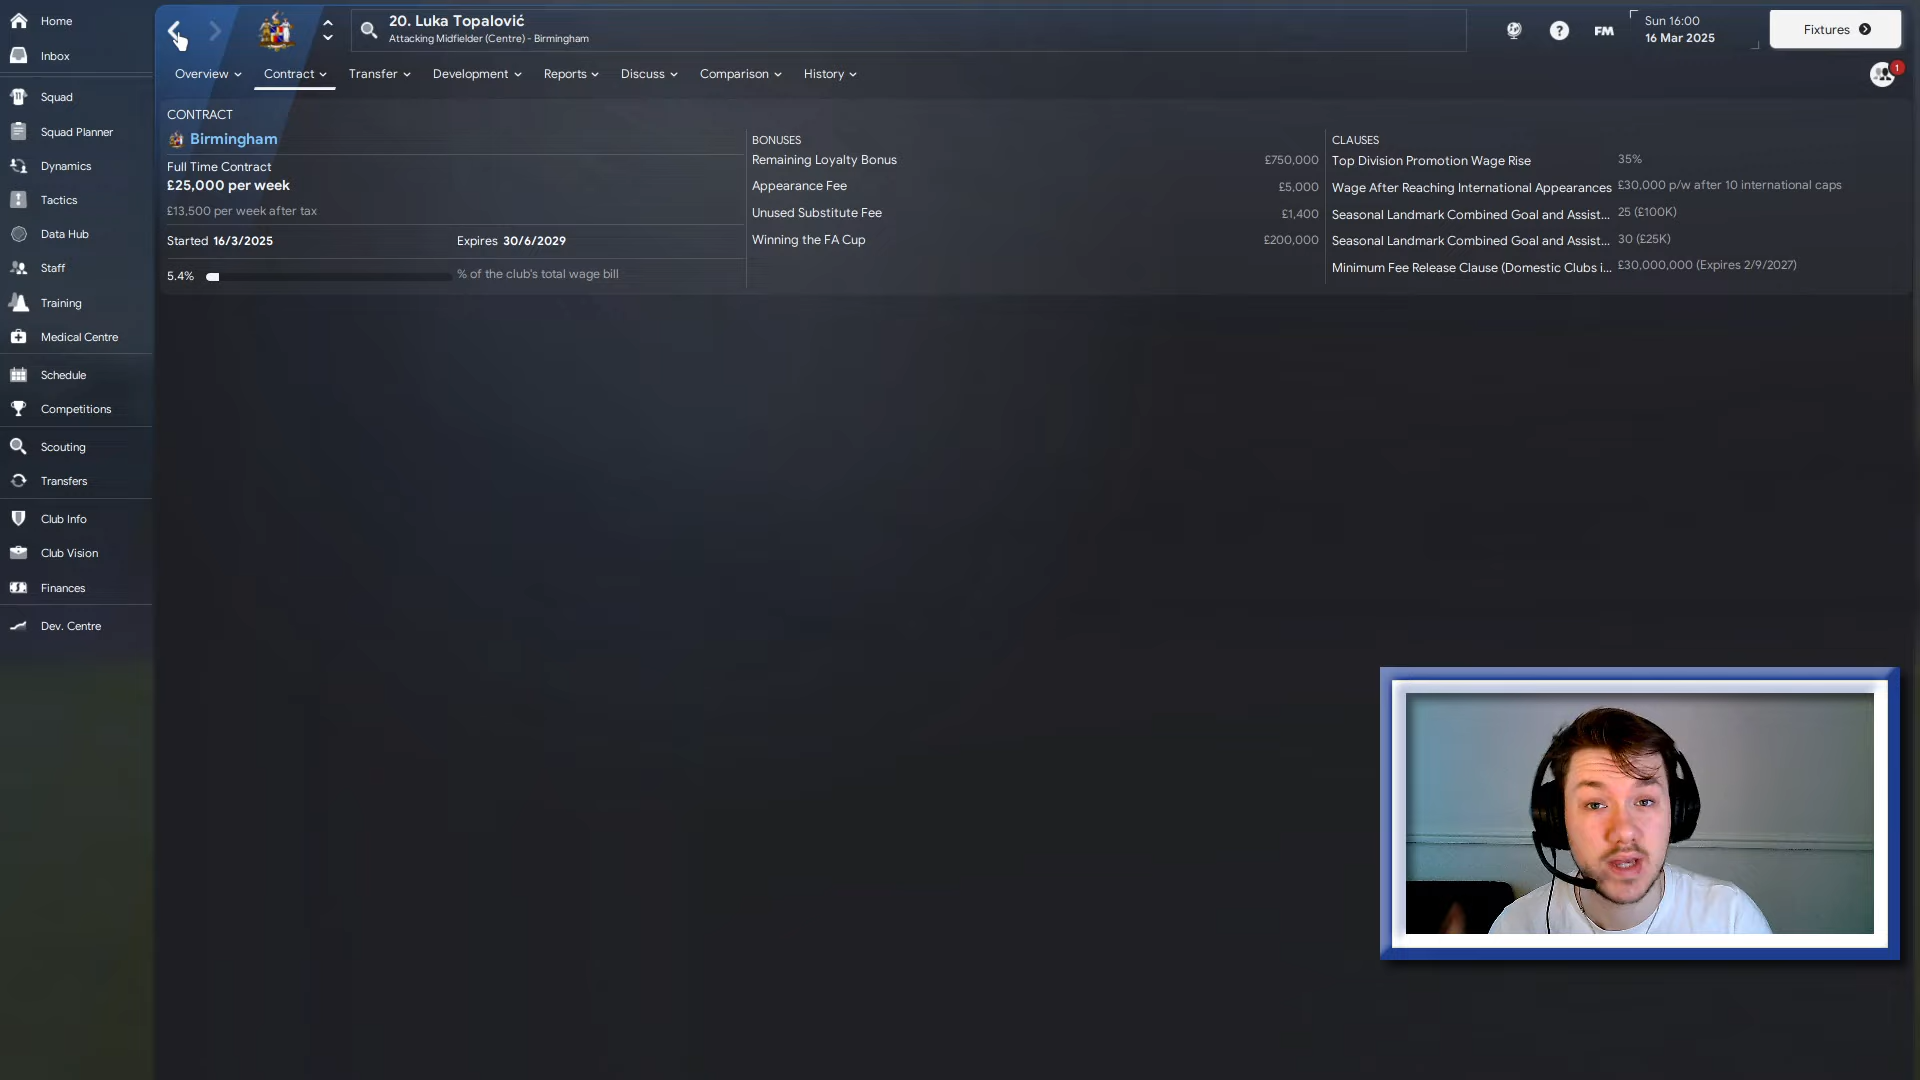 Home
Inbox
Squad
Squad Planner
Dynamics
Tactics
Data Hub
Staff
Training
Medical Centre
Schedule
Competitions
Scouting
Transfers
Club Info
Club Vision
Finances
Dev. Centre
20. Luka Topalović
Attacking Midfielder (Centre) - Birmingham
FM
Sun 16:00
16 Mar 2025
Fixtures
Overview
Contract
Transfer
Development
Reports
Discuss
Comparison
History
1
CONTRACT
Birmingham
Full Time Contract
£25,000 per week
£13,500 per week after tax
Started 16/3/2025 Expires 30/6/2029
5.4% % of the club's total wage bill
BONUSES
Remaining Loyalty Bonus £750,000
Appearance Fee £5,000
Unused Substitute Fee £1,400
Winning the FA Cup £200,000
CLAUSES
Top Division Promotion Wage Rise 35%
Wage After Reaching International Appearances £30,000 p/w after 10 international caps
Seasonal Landmark Combined Goal and Assist... 25 (£100K)
Seasonal Landmark Combined Goal and Assist... 30 (£25K)
Minimum Fee Release Clause (Domestic Clubs i... £30,000,000 (Expires 2/9/2027)